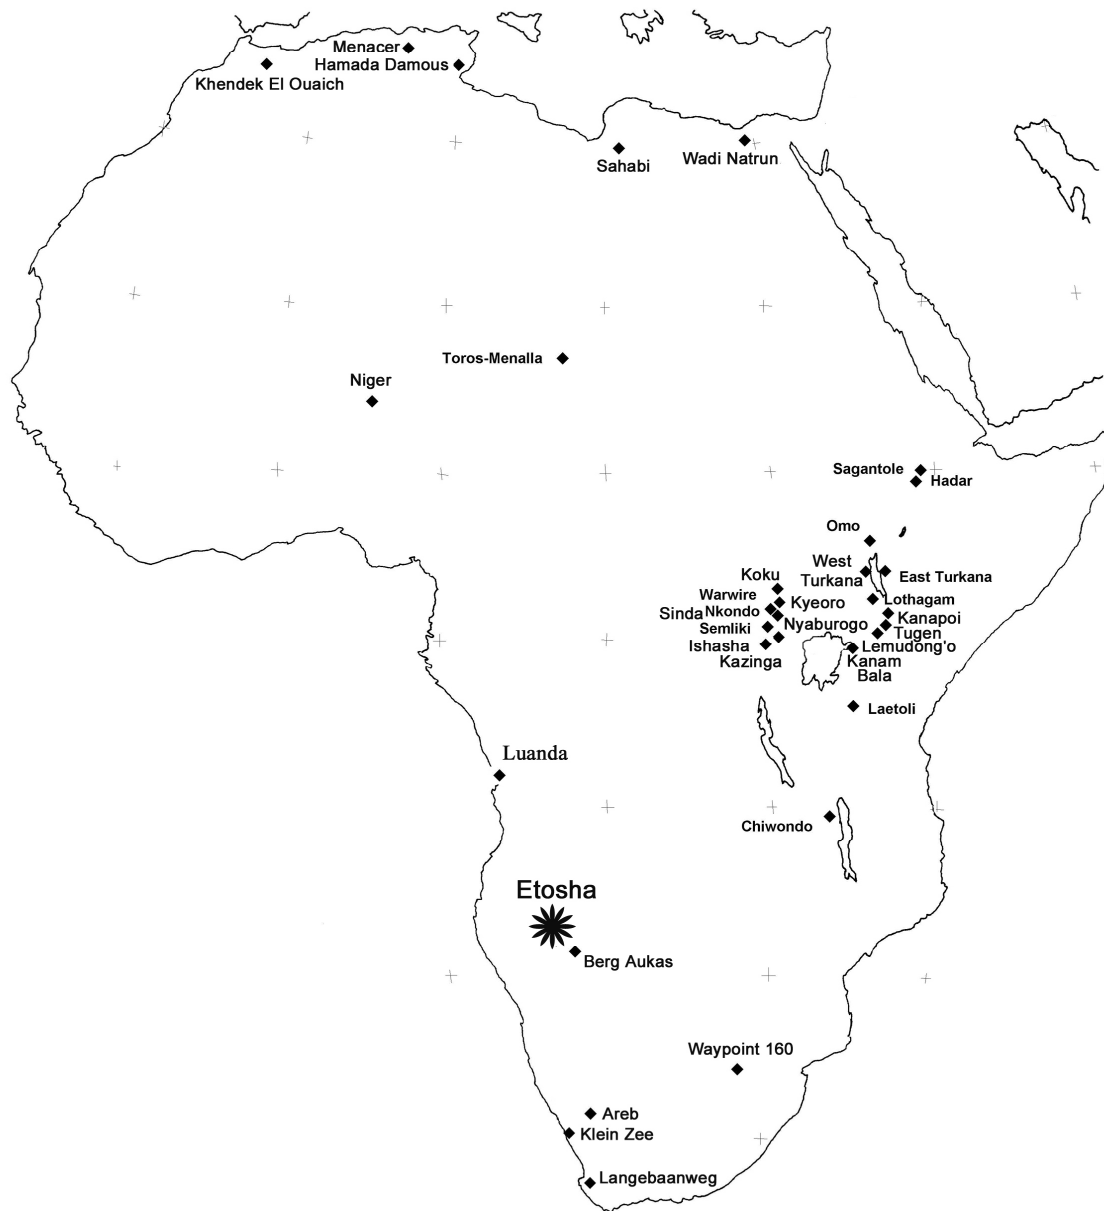 Menacer
Hamada Damous
Khendek El Ouaich
Sahabi
Wadi Natrun
Toros-Menalla
Niger
Sagantole
Hadar
Omo
West
Turkana
East Turkana
Koku
Warwire
Kyeoro
Lothagam
Sinda
Nkondo
Kanapoi
Semliki
Nyaburogo
Tugen
Ishasha
Lemudong'o
Kazinga
Kanam
Bala
Laetoli
Luanda
Chiwondo
Etosha
Berg Aukas
Waypoint 160
Areb
Klein Zee
Langebaanweg